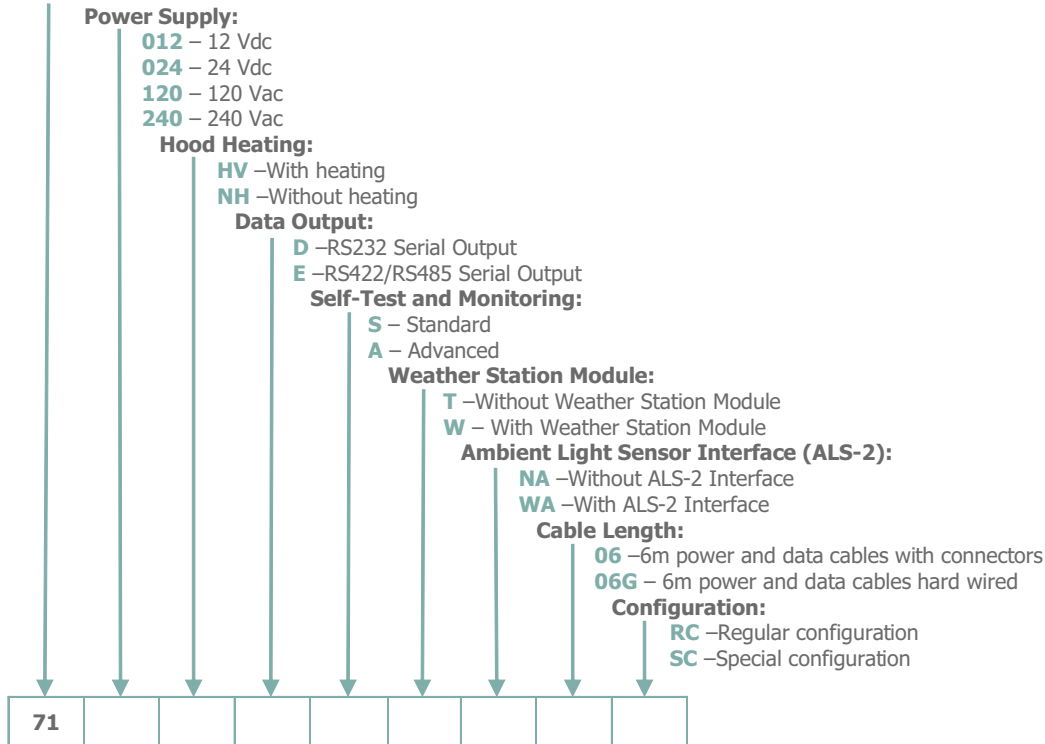 Power Supply:
012 – 12 Vdc
024 – 24 Vdc
120 – 120 Vac
240 – 240 Vac
Hood Heating:
HV –With heating
NH –Without heating
Data Output:
D –RS232 Serial Output
E –RS422/RS485 Serial Output
Self-Test and Monitoring:
S – Standard
A – Advanced
Weather Station Module:
T –Without Weather Station Module
W – With Weather Station Module
Ambient Light Sensor Interface (ALS-2):
NA –Without ALS-2 Interface
WA –With ALS-2 Interface
Cable Length:
06 –6m power and data cables with connectors
06G – 6m power and data cables hard wired
Configuration:
RC –Regular configuration
SC –Special configuration
71